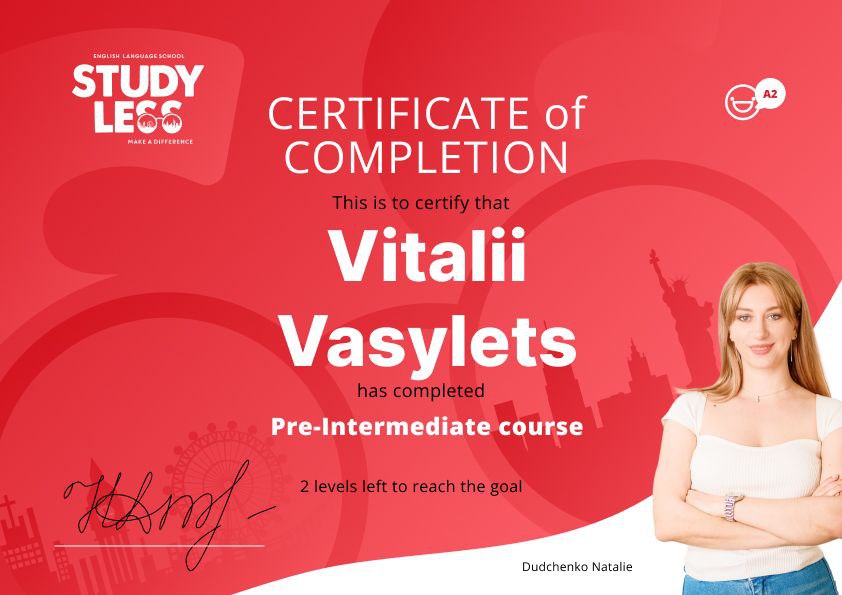 ENGLISH LANGUAGE SCHOOL
STUDY
LESS
MAKE A DIFFERENCE
A2
CERTIFICATE of
COMPLETION
This is to certify that
Vitalii
Vasylets
has completed
Pre-Intermediate course
2 levels left to reach the goal
Dudchenko Natalie